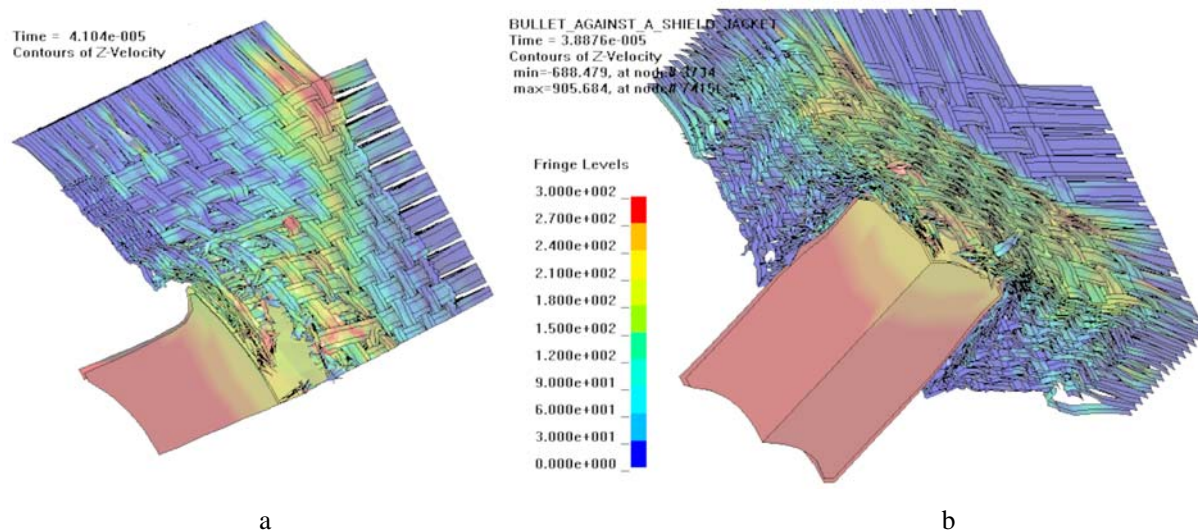 Time = 4.104e-005
Contours of Z-Velocity
BULLET_AGAINST_A_SHIELD_JACKET
Time = 3.8876e-005
Contours of Z-Velocity
min=-688.479, at node#
max=905.684, at node#
Fringe Levels
3.000e+002
2.700e+002
2.400e+002
2.100e+002
1.800e+002
1.500e+002
1.200e+002
9.000e+001
6.000e+001
3.000e+001
0.000e+000
a
b